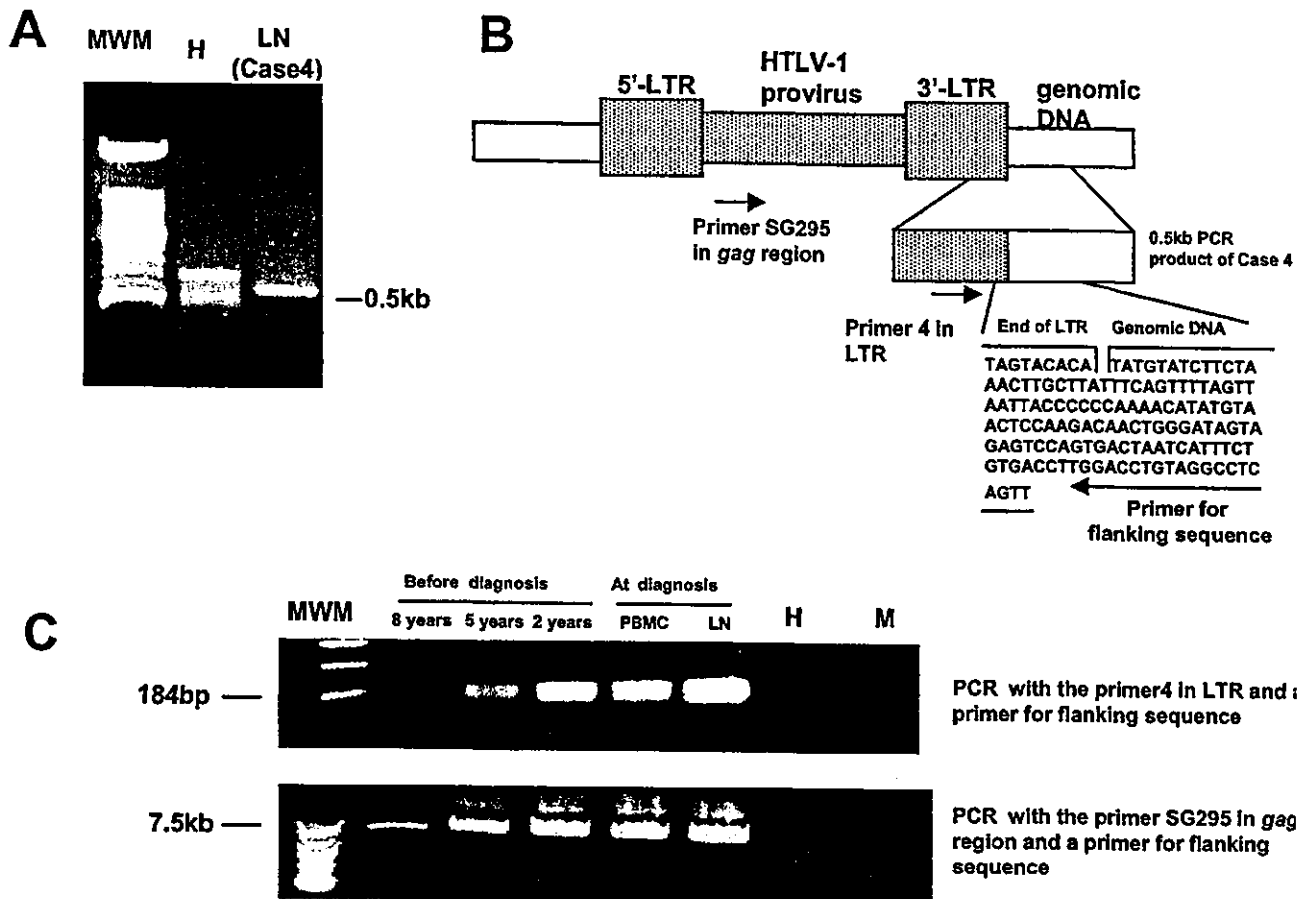 A
MWM
H
LN
(Case4)
—0.5kb
B
5'-LTR
HTLV-1
provirus
3'-LTR
genomic
DNA
Primer SG295
in gag region
0.5kb PCR
product of Case 4
Primer 4 in
LTR
End of LTR
Genomic DNA
TAGTACACA TATGTATCTTCTA
AACTTGCTTATTTCAGTTTTAGTT
AATTACCCCCCAAAACATATGTA
ACTCCAAGACAACTGGGATAGTA
GAGTCCAGTGACTAATCATTTCT
GTGACCTTGGACCTGTAGGCCTC
AGTT
Primer for
flanking sequence
C
Before diagnosis
At diagnosis
MWM
8 years
5 years
2 years
PBMC
LN
H
M
184bp —
PCR with the primer4 in LTR and
primer for flanking sequence
7.5kb —
PCR with the primer SG295 in gag
region and a primer for flanking
sequence